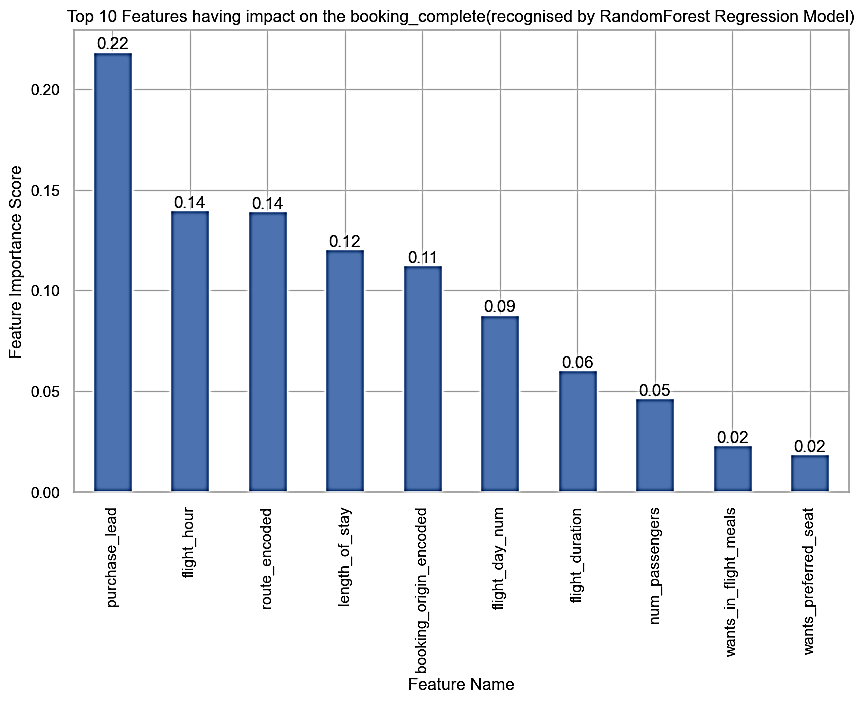 Top 10 Features having impact on the booking_complete(recognised by RandomForest Regression Model)
0.22
0.20
0.15
0.14
0.14
0.12
0.11
0.10
0.09
0.06
0.05
0.05
0.02
0.02
0.00
Feature Importance Score
purchase_lead
flight_hour
route_encoded
length_of_stay
booking_origin_encoded
flight_day_num
flight_duration
num_passengers
wants_in_flight_meals
wants_preferred_seat
Feature Name